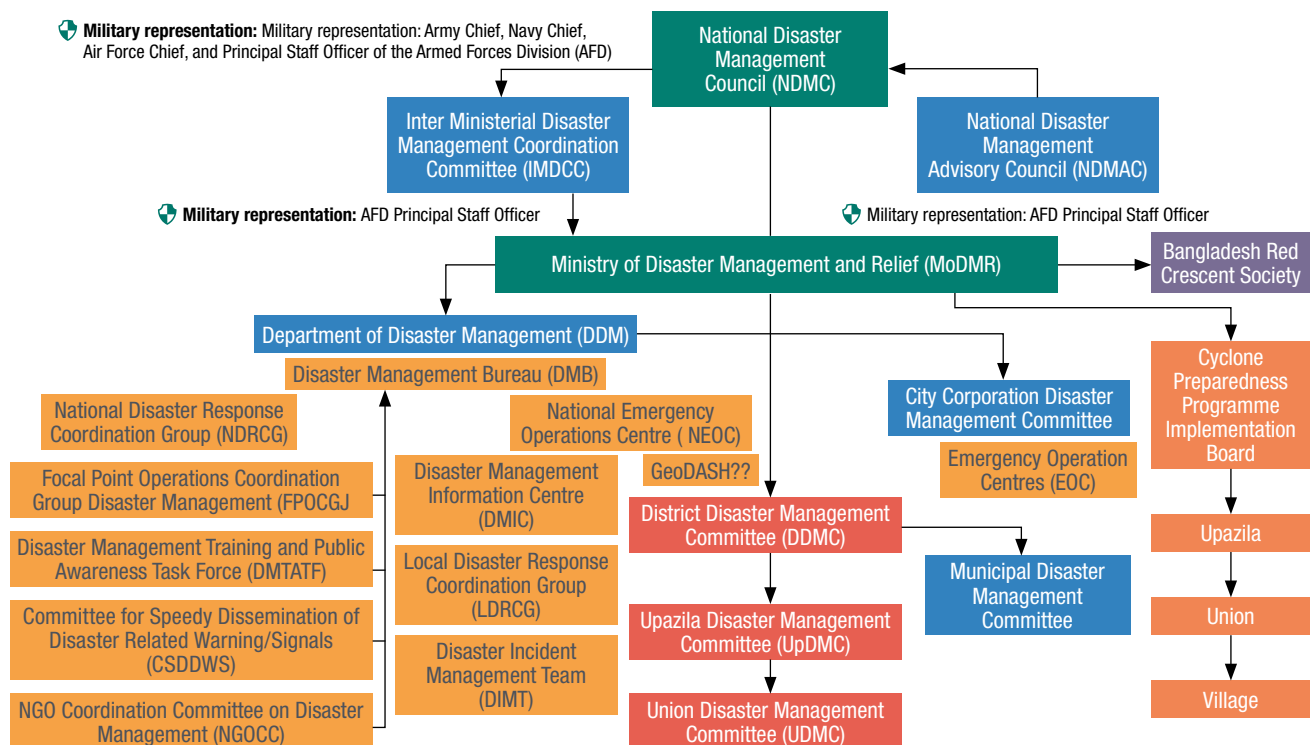 Military representation: Military representation: Army Chief, Navy Chief,
Air Force Chief, and Principal Staff Officer of the Armed Forces Division (AFD)
National Disaster
Management
Council (NDMC)
Inter Ministerial Disaster
Management Coordination
Committee (IMDCC)
National Disaster
Management
Advisory Council (NDMAC)
Military representation: AFD Principal Staff Officer
Military representation: AFD Principal Staff Officer
Ministry of Disaster Management and Relief (MoDMR)
Bangladesh Red
Crescent Society
Department of Disaster Management (DDM)
Disaster Management Bureau (DMB)
National Disaster Response
Coordination Group (NDRCG)
National Emergency
Operations Centre ( NEOC)
GeoDASH??
City Corporation Disaster
Management Committee
Emergency Operation
Centres (EOC)
Cyclone
Preparedness
Programme
Implementation
Board
Focal Point Operations Coordination
Group Disaster Management (FPOCGJ
Disaster Management
Information Centre
(DMIC)
District Disaster Management
Committee (DDMC)
Upazila
Disaster Management Training and Public
Awareness Task Force (DMTATF)
Local Disaster Response
Coordination Group
(LDRCG)
Municipal Disaster
Management
Committee
Committee for Speedy Dissemination of
Disaster Related Warning/Signals
(CSDDWS)
Upazila Disaster Management
Committee (UpDMC)
Union
Disaster Incident
Management Team
(DIMT)
NGO Coordination Committee on Disaster
Management (NGOCC)
Union Disaster Management
Committee (UDMC)
Village